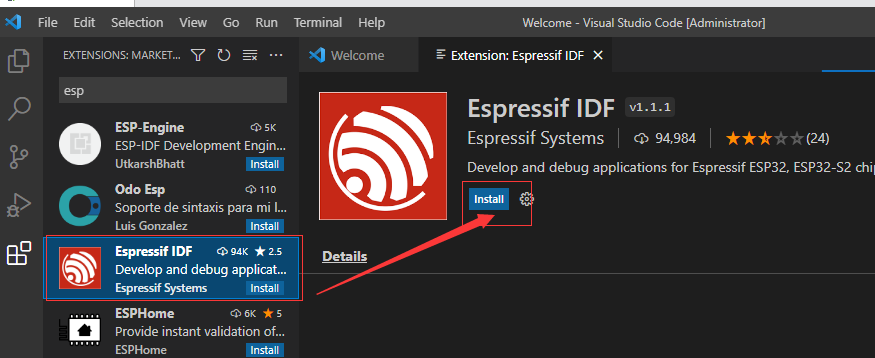 File Edit Selection View Go Run Terminal Help Welcome - Visual Studio Code [Administrator]
EXTENSIONS: MARKET...
esp
ESP-Engine 5K
ESP-IDF Development Engin...
UtkarshBhatt Install
Odo Esp 110
Soporte de sintaxis para mi l...
Luis Gonzalez Install
Espressif IDF 94K 2.5
Develop and debug applicat...
Espressif Systems Install
ESPHome 6K 5
Provide instant validation of...
ESPHome Install
Welcome Extension: Espressif IDF
Espressif IDF v1.1.1
Espressif Systems 94,984 (24)
Develop and debug applications for Espressif ESP32, ESP32-S2 chip
Install
Details